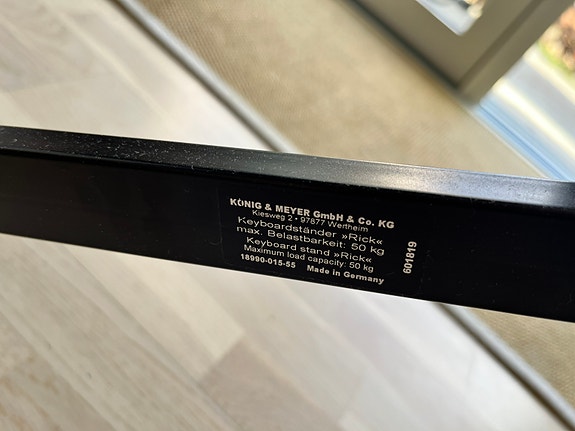 KÖNIG & MEYER GmbH & Co. KG
Kiesweg 2 • 97877 Wertheim
Keyboardständer »Rick«
max. Belastbarkeit: 50 kg
Keyboard stand »Rick«
Maximum load capacity: 50 kg
18990-015-55 Made in Germany
601819